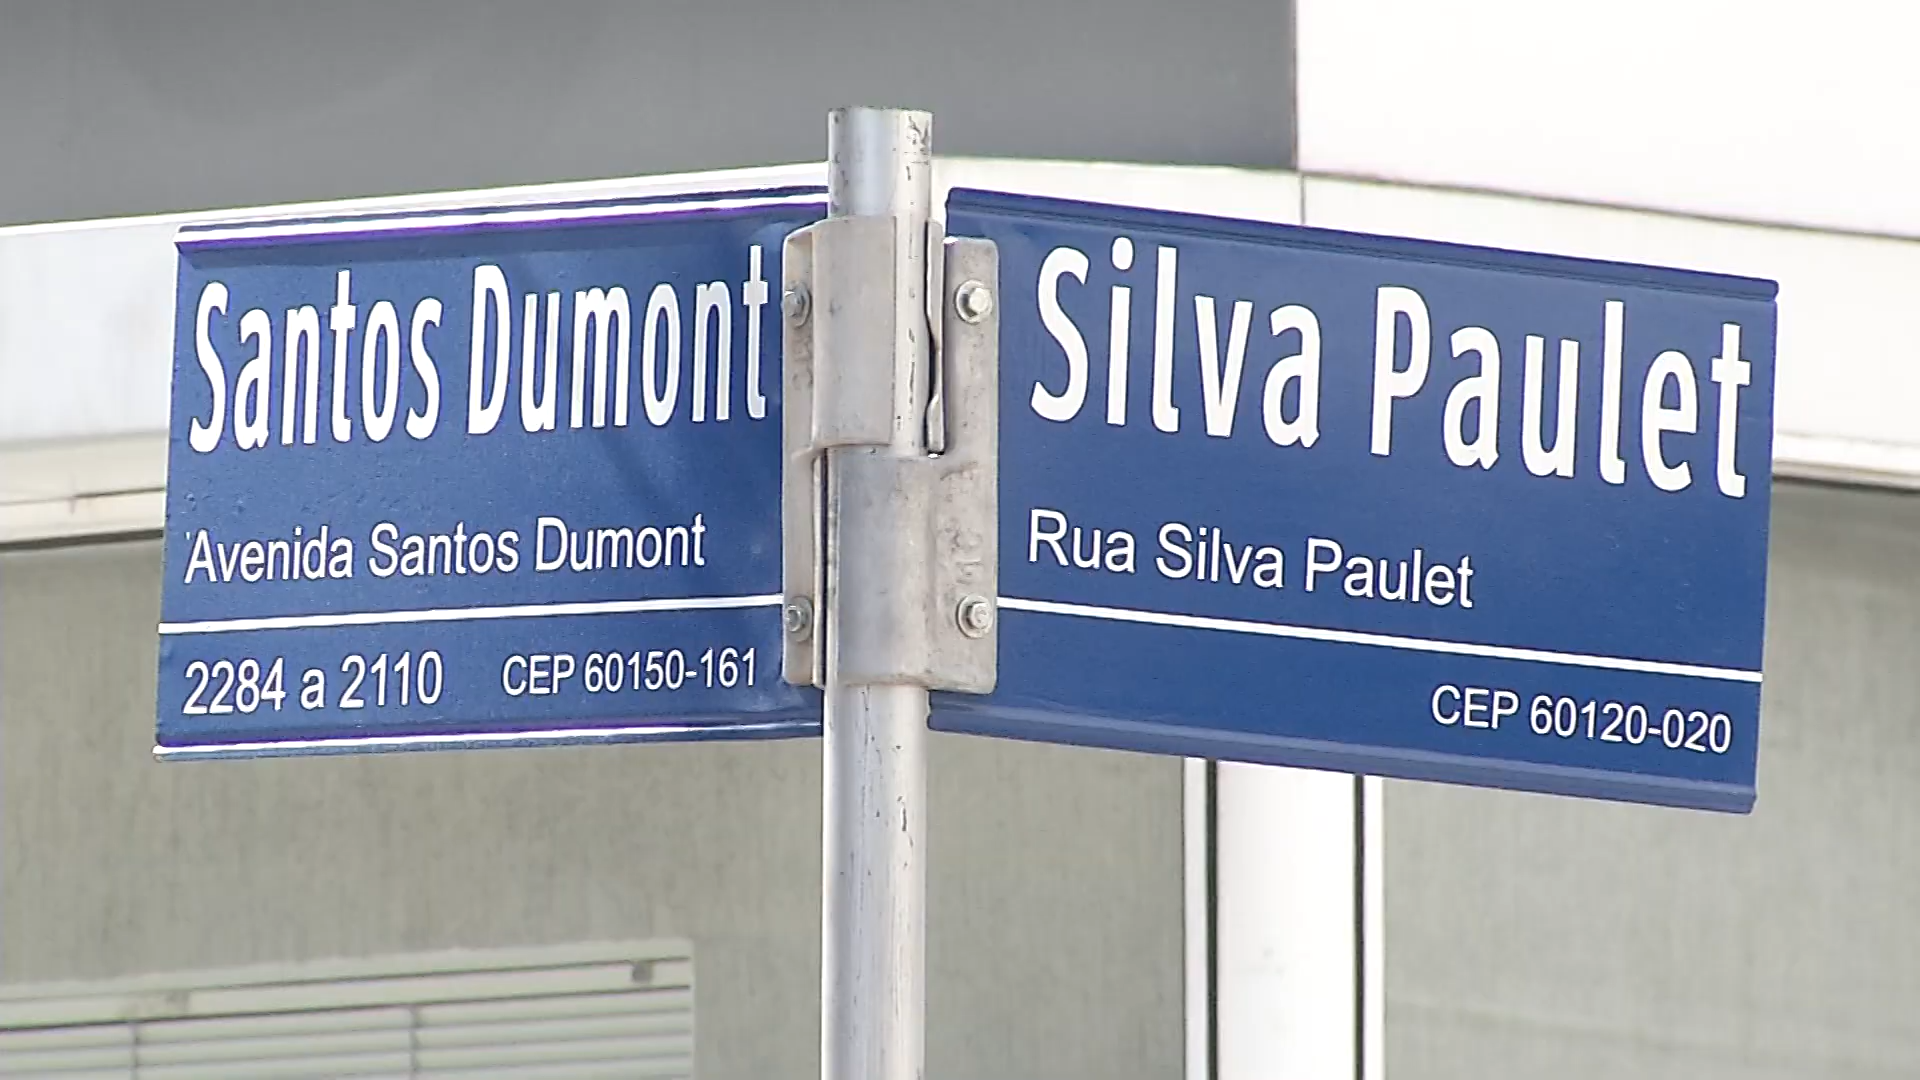 Santos Dumont
Avenida Santos Dumont
2284 a 2110 CEP 60150-161
Silva Paulet
Rua Silva Paulet
CEP 60120-020